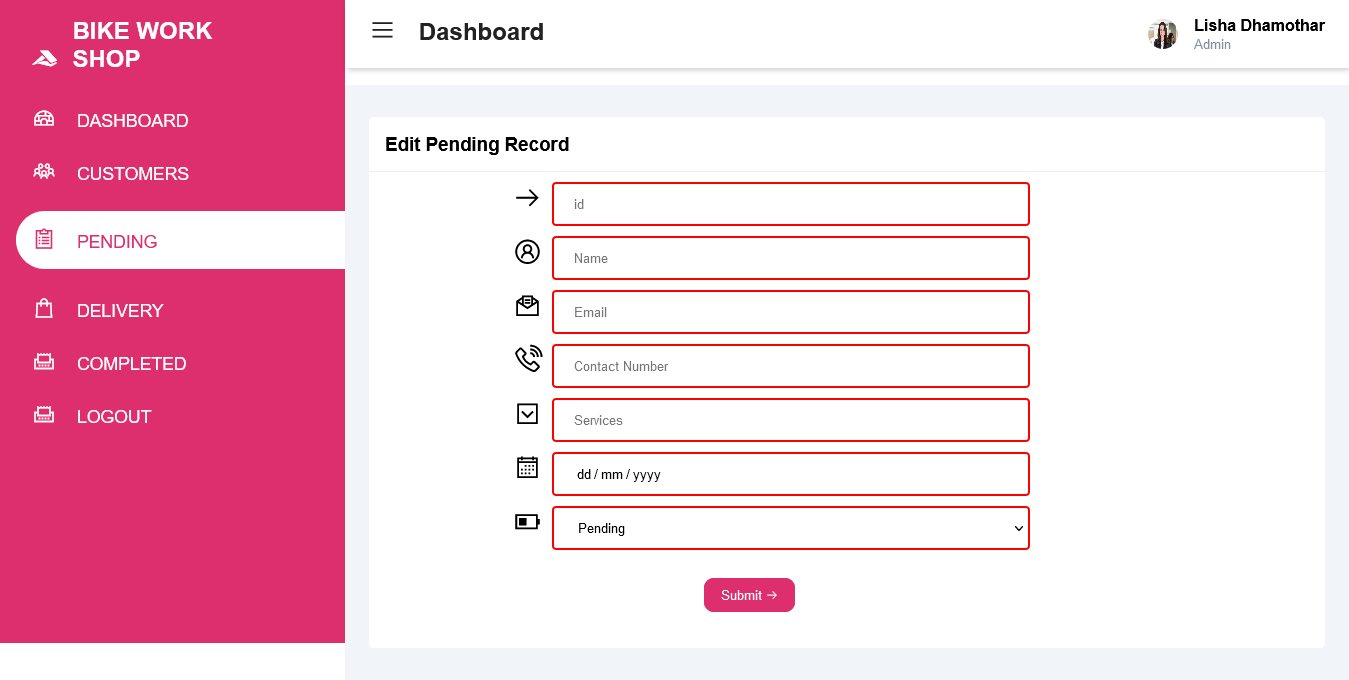 BIKE WORK
SHOP
DASHBOARD
CUSTOMERS
PENDING
DELIVERY
COMPLETED
LOGOUT
Dashboard
Lisha Dhamothar
Admin
Edit Pending Record
id
Name
Email
Contact Number
Services
dd / mm / yyyy
Pending
Submit →